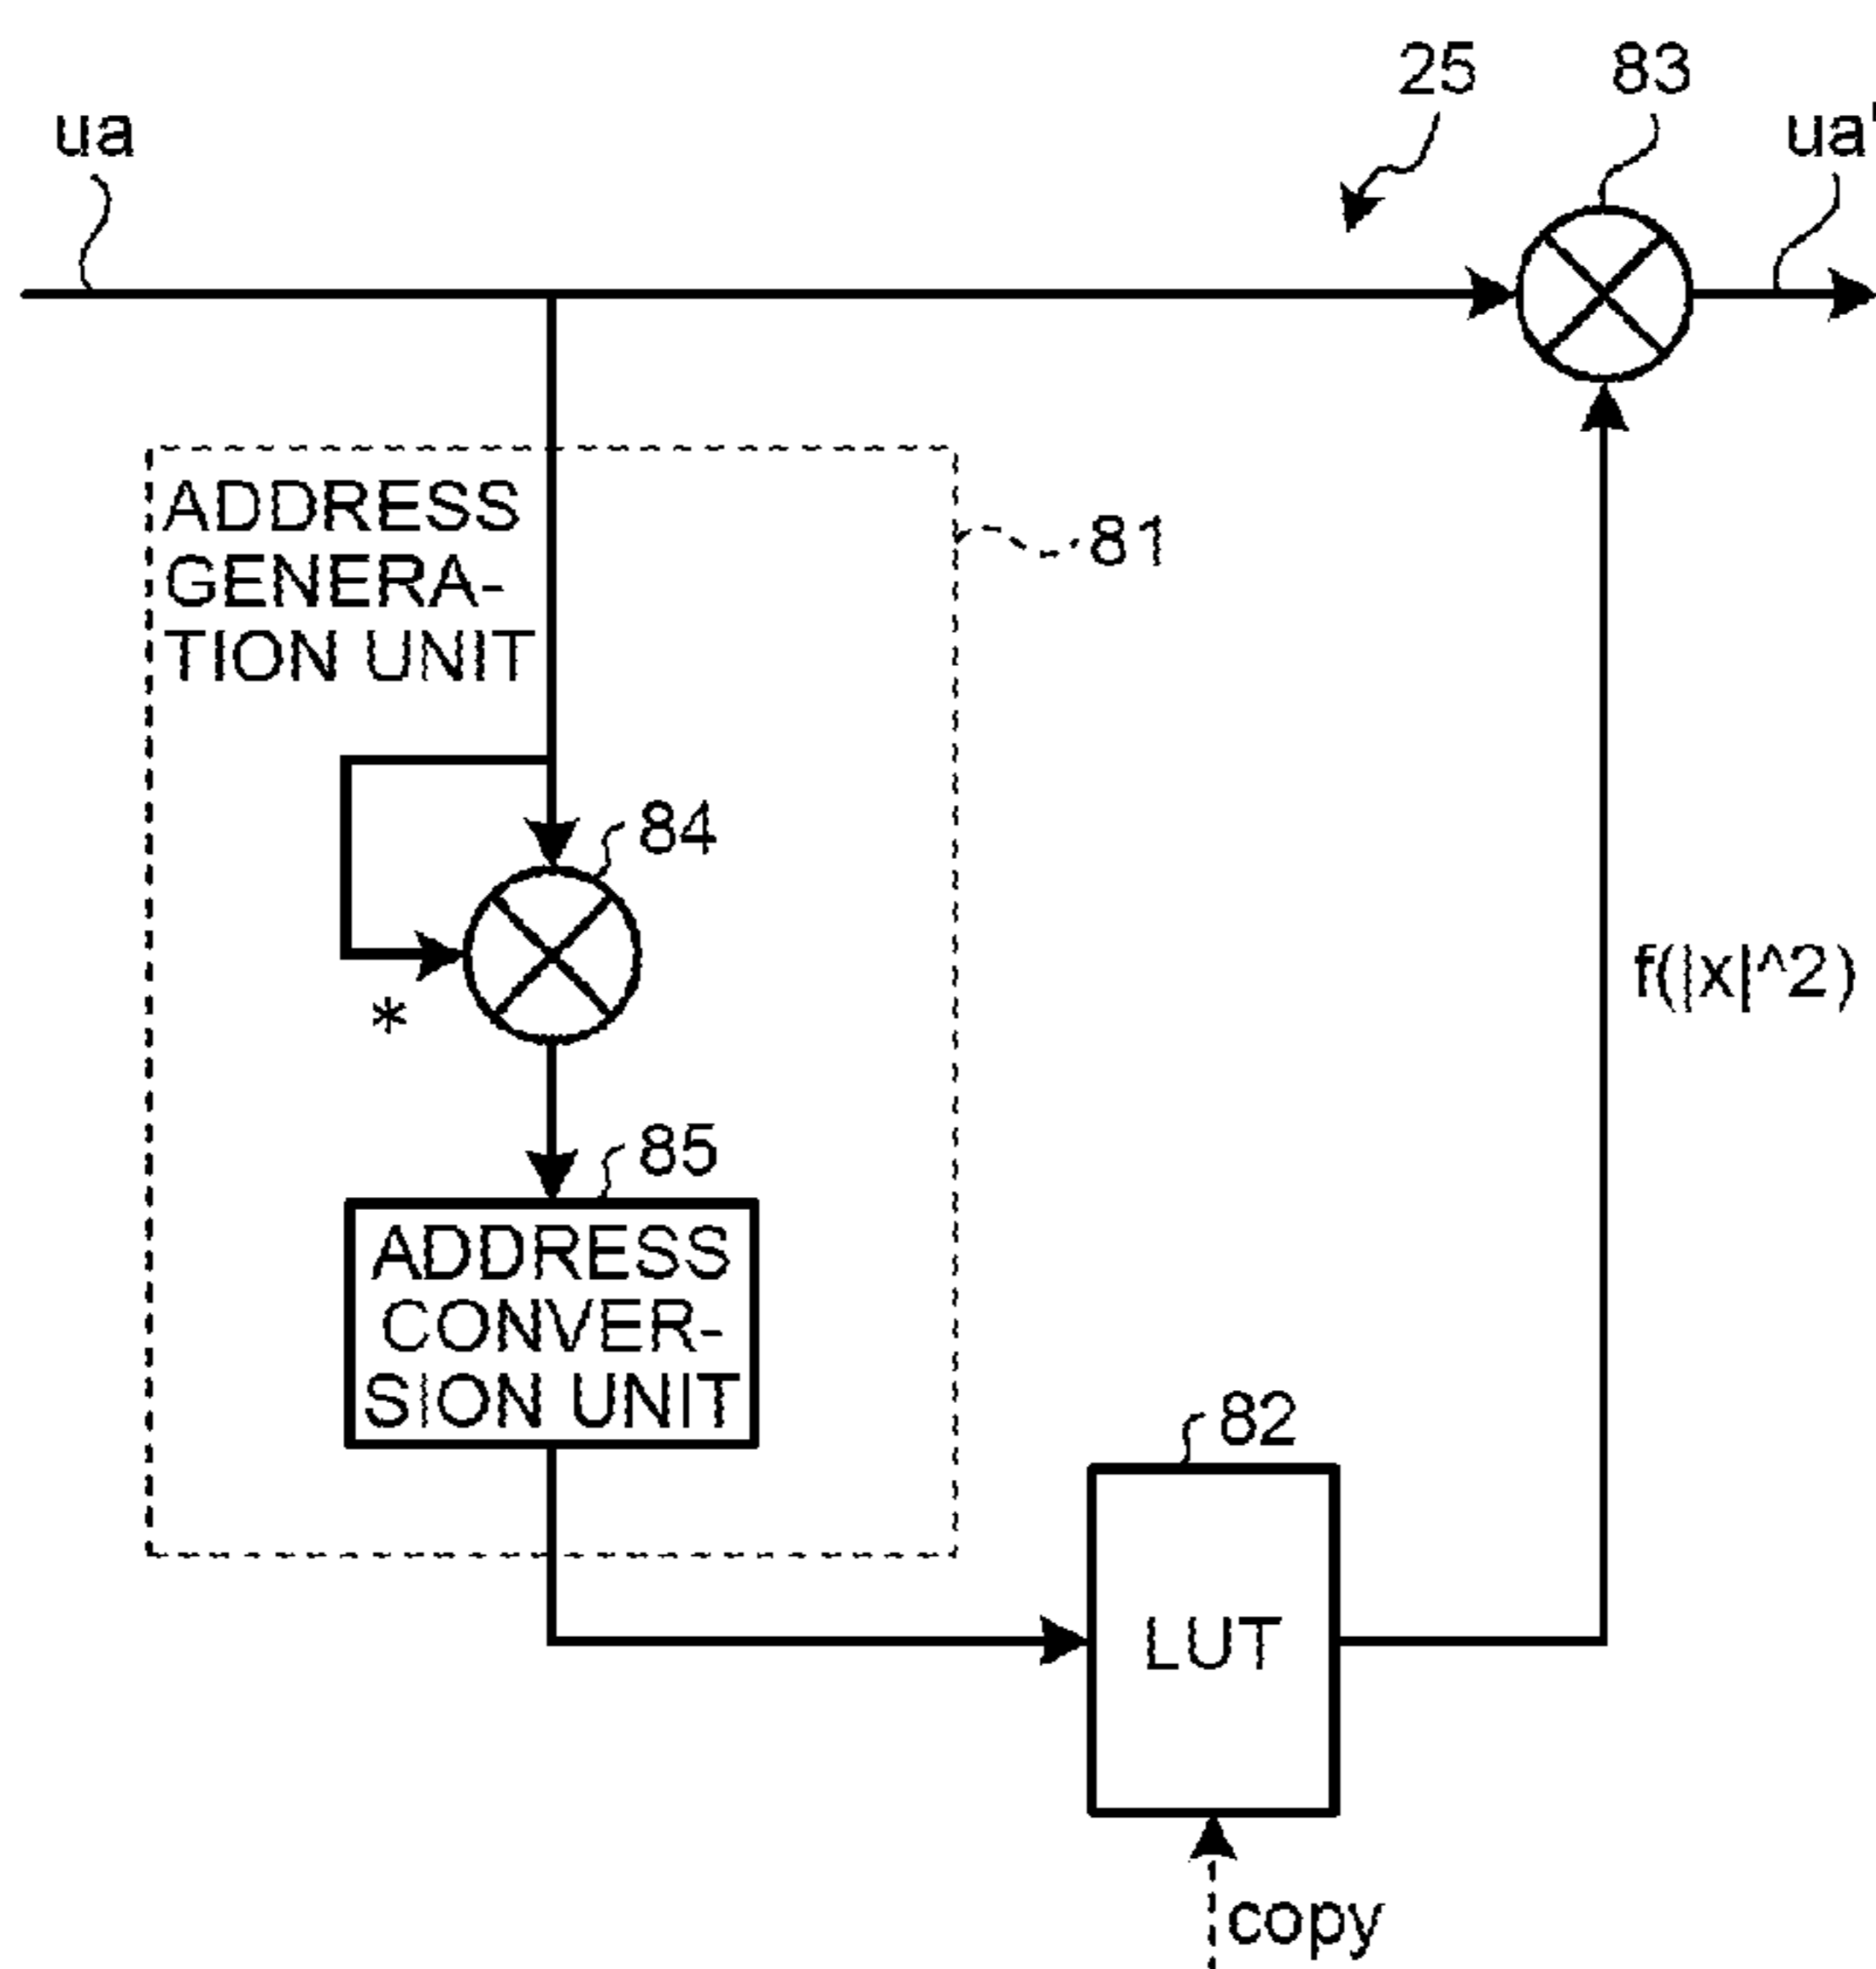 25
83
ua
ua'
ADDRESS
GENERA-
TION UNIT
81
84
*
f(|x|^2)
85
ADDRESS
CONVER-
SION UNIT
82
LUT
copy